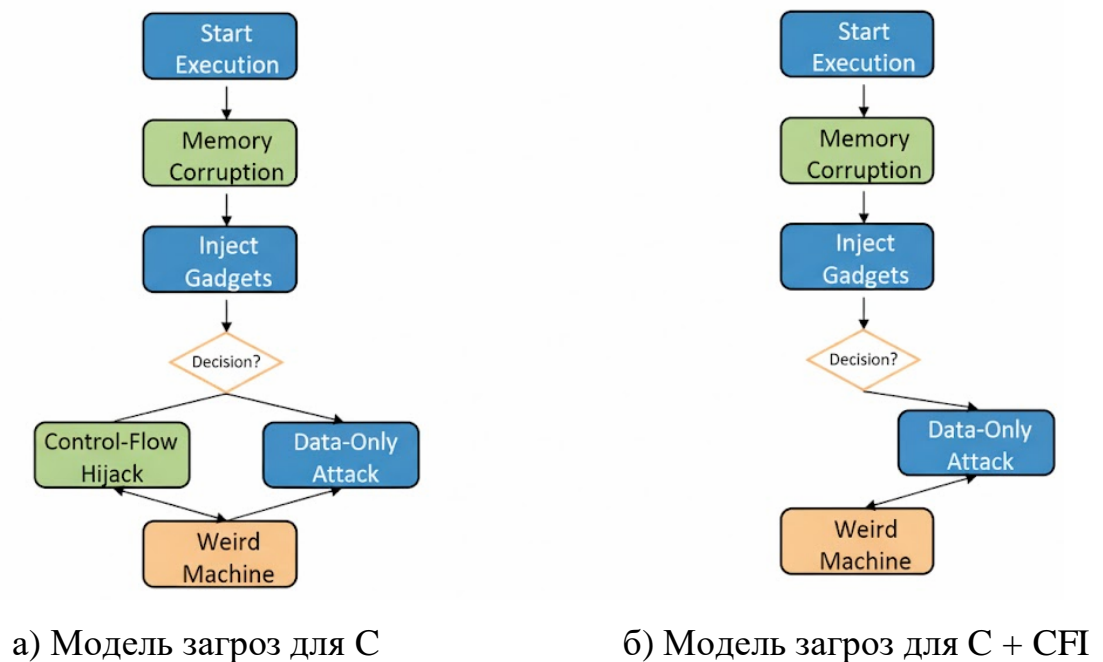 Start
Execution
Memory
Corruption
Inject
Gadgets
Decision?
Control-Flow
Hijack
Data-Only
Attack
Weird
Machine
а) Модель загроз для C
Start
Execution
Memory
Corruption
Inject
Gadgets
Decision?
Data-Only
Attack
Weird
Machine
б) Модель загроз для C + CFI